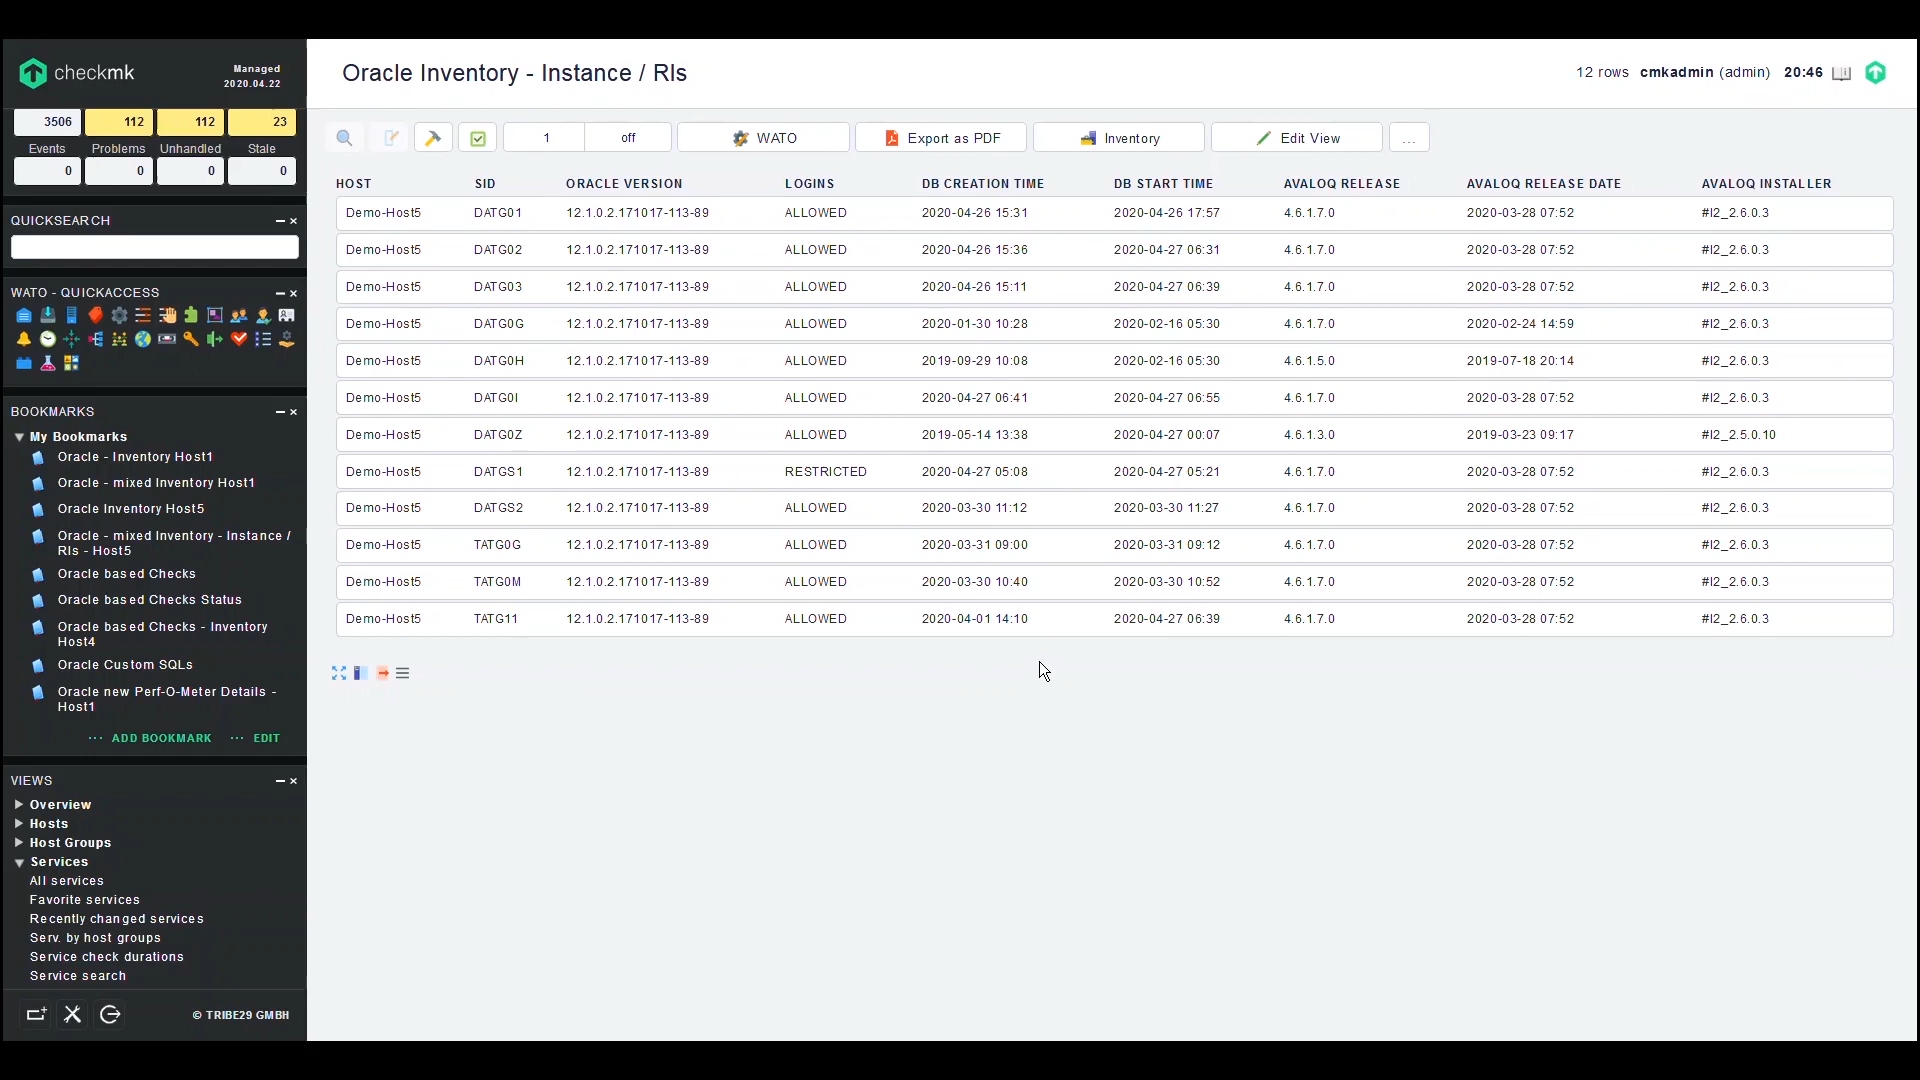 checkmk
Managed
2020.04.22
3506 112 112 23
Events Problems Unhandled Stale
0 0 0 0
QUICKSEARCH
WATO - QUICKACCESS
BOOKMARKS
My Bookmarks
Oracle - Inventory Host1
Oracle - mixed Inventory Host1
Oracle Inventory Host5
Oracle - mixed Inventory - Instance /
RIs - Host5
Oracle based Checks
Oracle based Checks Status
Oracle based Checks - Inventory
Host4
Oracle Custom SQLs
Oracle new Perf-O-Meter Details -
Host1
··· ADD BOOKMARK ··· EDIT
VIEWS
Overview
Hosts
Host Groups
Services
All services
Favorite services
Recently changed services
Serv. by host groups
Service check durations
Service search
© TRIBE29 GMBH
Oracle Inventory - Instance / RIs
12 rows cmkadmin (admin) 20:46
1 off WATO Export as PDF Inventory Edit View ...
HOST SID ORACLE VERSION LOGINS DB CREATION TIME DB START TIME AVALOQ RELEASE AVALOQ RELEASE DATE AVALOQ INSTALLER
Demo-Host5 DATG01 12.1.0.2.171017-113-89 ALLOWED 2020-04-26 15:31 2020-04-26 17:57 4.6.1.7.0 2020-03-28 07:52 #I2_2.6.0.3
Demo-Host5 DATG02 12.1.0.2.171017-113-89 ALLOWED 2020-04-26 15:36 2020-04-27 06:31 4.6.1.7.0 2020-03-28 07:52 #I2_2.6.0.3
Demo-Host5 DATG03 12.1.0.2.171017-113-89 ALLOWED 2020-04-26 15:11 2020-04-27 06:39 4.6.1.7.0 2020-03-28 07:52 #I2_2.6.0.3
Demo-Host5 DATG0G 12.1.0.2.171017-113-89 ALLOWED 2020-01-30 10:28 2020-02-16 05:30 4.6.1.7.0 2020-02-24 14:59 #I2_2.6.0.3
Demo-Host5 DATG0H 12.1.0.2.171017-113-89 ALLOWED 2019-09-29 10:08 2020-02-16 05:30 4.6.1.5.0 2019-07-18 20:14 #I2_2.6.0.3
Demo-Host5 DATG0I 12.1.0.2.171017-113-89 ALLOWED 2020-04-27 06:41 2020-04-27 06:55 4.6.1.7.0 2020-03-28 07:52 #I2_2.6.0.3
Demo-Host5 DATG0Z 12.1.0.2.171017-113-89 ALLOWED 2019-05-14 13:38 2020-04-27 00:07 4.6.1.3.0 2019-03-23 09:17 #I2_2.5.0.10
Demo-Host5 DATGS1 12.1.0.2.171017-113-89 RESTRICTED 2020-04-27 05:08 2020-04-27 05:21 4.6.1.7.0 2020-03-28 07:52 #I2_2.6.0.3
Demo-Host5 DATGS2 12.1.0.2.171017-113-89 ALLOWED 2020-03-30 11:12 2020-03-30 11:27 4.6.1.7.0 2020-03-28 07:52 #I2_2.6.0.3
Demo-Host5 TATG0G 12.1.0.2.171017-113-89 ALLOWED 2020-03-31 09:00 2020-03-31 09:12 4.6.1.7.0 2020-03-28 07:52 #I2_2.6.0.3
Demo-Host5 TATG0M 12.1.0.2.171017-113-89 ALLOWED 2020-03-30 10:40 2020-03-30 10:52 4.6.1.7.0 2020-03-28 07:52 #I2_2.6.0.3
Demo-Host5 TATG11 12.1.0.2.171017-113-89 ALLOWED 2020-04-01 14:10 2020-04-27 06:39 4.6.1.7.0 2020-03-28 07:52 #I2_2.6.0.3